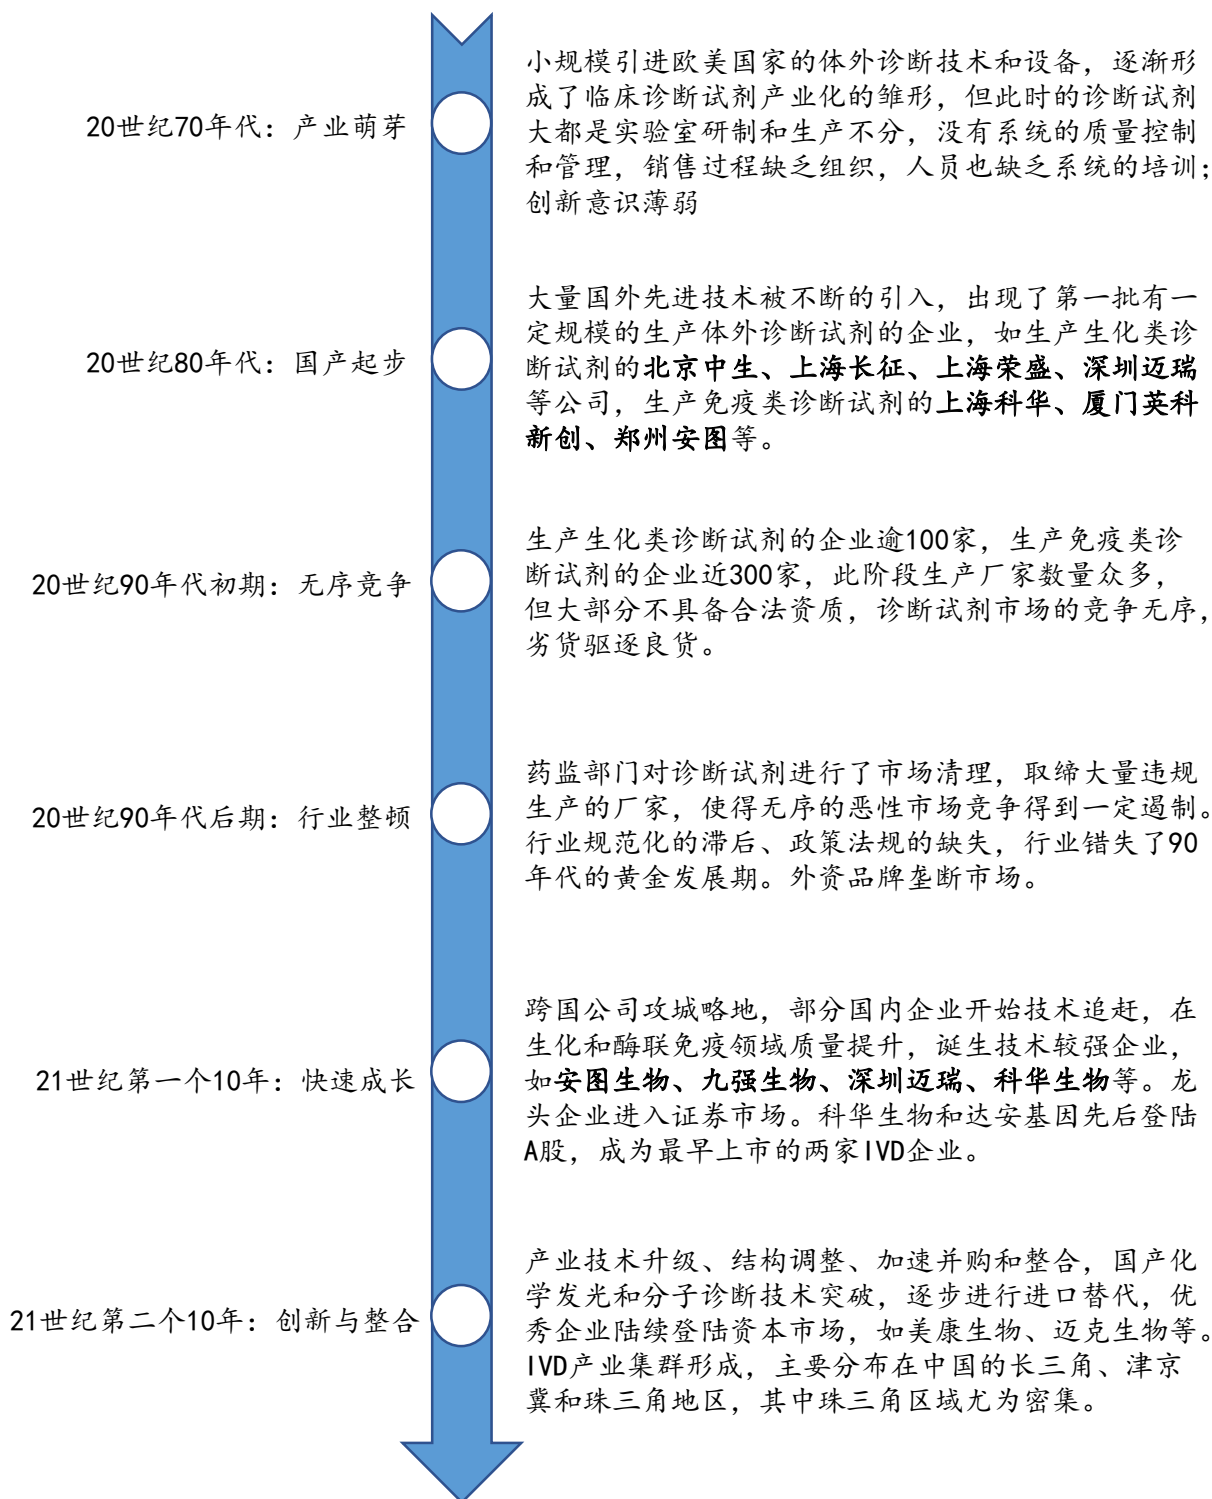 20世纪70年代：产业萌芽
小规模引进欧美国家的体外诊断技术和设备，逐渐形
成了临床诊断试剂产业化的雏形，但此时的诊断试剂
大都是实验室研制和生产不分，没有系统的质量控制
和管理，销售过程缺乏组织，人员也缺乏系统的培训；
创新意识薄弱
20世纪80年代：国产起步
大量国外先进技术被不断的引入，出现了第一批有一
定规模的生产体外诊断试剂的企业，如生产生化类诊
断试剂的北京中生、上海长征、上海荣盛、深圳迈瑞
等公司，生产免疫类诊断试剂的上海科华、厦门英科
新创、郑州安图等。
20世纪90年代初期：无序竞争
生产生化类诊断试剂的企业逾100家，生产免疫类诊
断试剂的企业近300家，此阶段生产厂家数量众多，
但大部分不具备合法资质，诊断试剂市场的竞争无序，
劣货驱逐良货。
20世纪90年代后期：行业整顿
药监部门对诊断试剂进行了市场清理，取缔大量违规
生产的厂家，使得无序的恶性市场竞争得到一定遏制。
行业规范化的滞后、政策法规的缺失，行业错失了90
年代的黄金发展期。外资品牌垄断市场。
21世纪第一个10年：快速成长
跨国公司攻城略地，部分国内企业开始技术追赶，在
生化和酶联免疫领域质量提升，诞生技术较强企业，
如安图生物、九强生物、深圳迈瑞、科华生物等。龙
头企业进入证券市场。科华生物和达安基因先后登陆
A股，成为最早上市的两家IVD企业。
21世纪第二个10年：创新与整合
产业技术升级、结构调整、加速并购和整合，国产化
学发光和分子诊断技术突破，逐步进行进口替代，优
秀企业陆续登陆资本市场，如美康生物、迈克生物等。
IVD产业集群形成，主要分布在中国的长三角、津京
冀和珠三角地区，其中珠三角区域尤为密集。